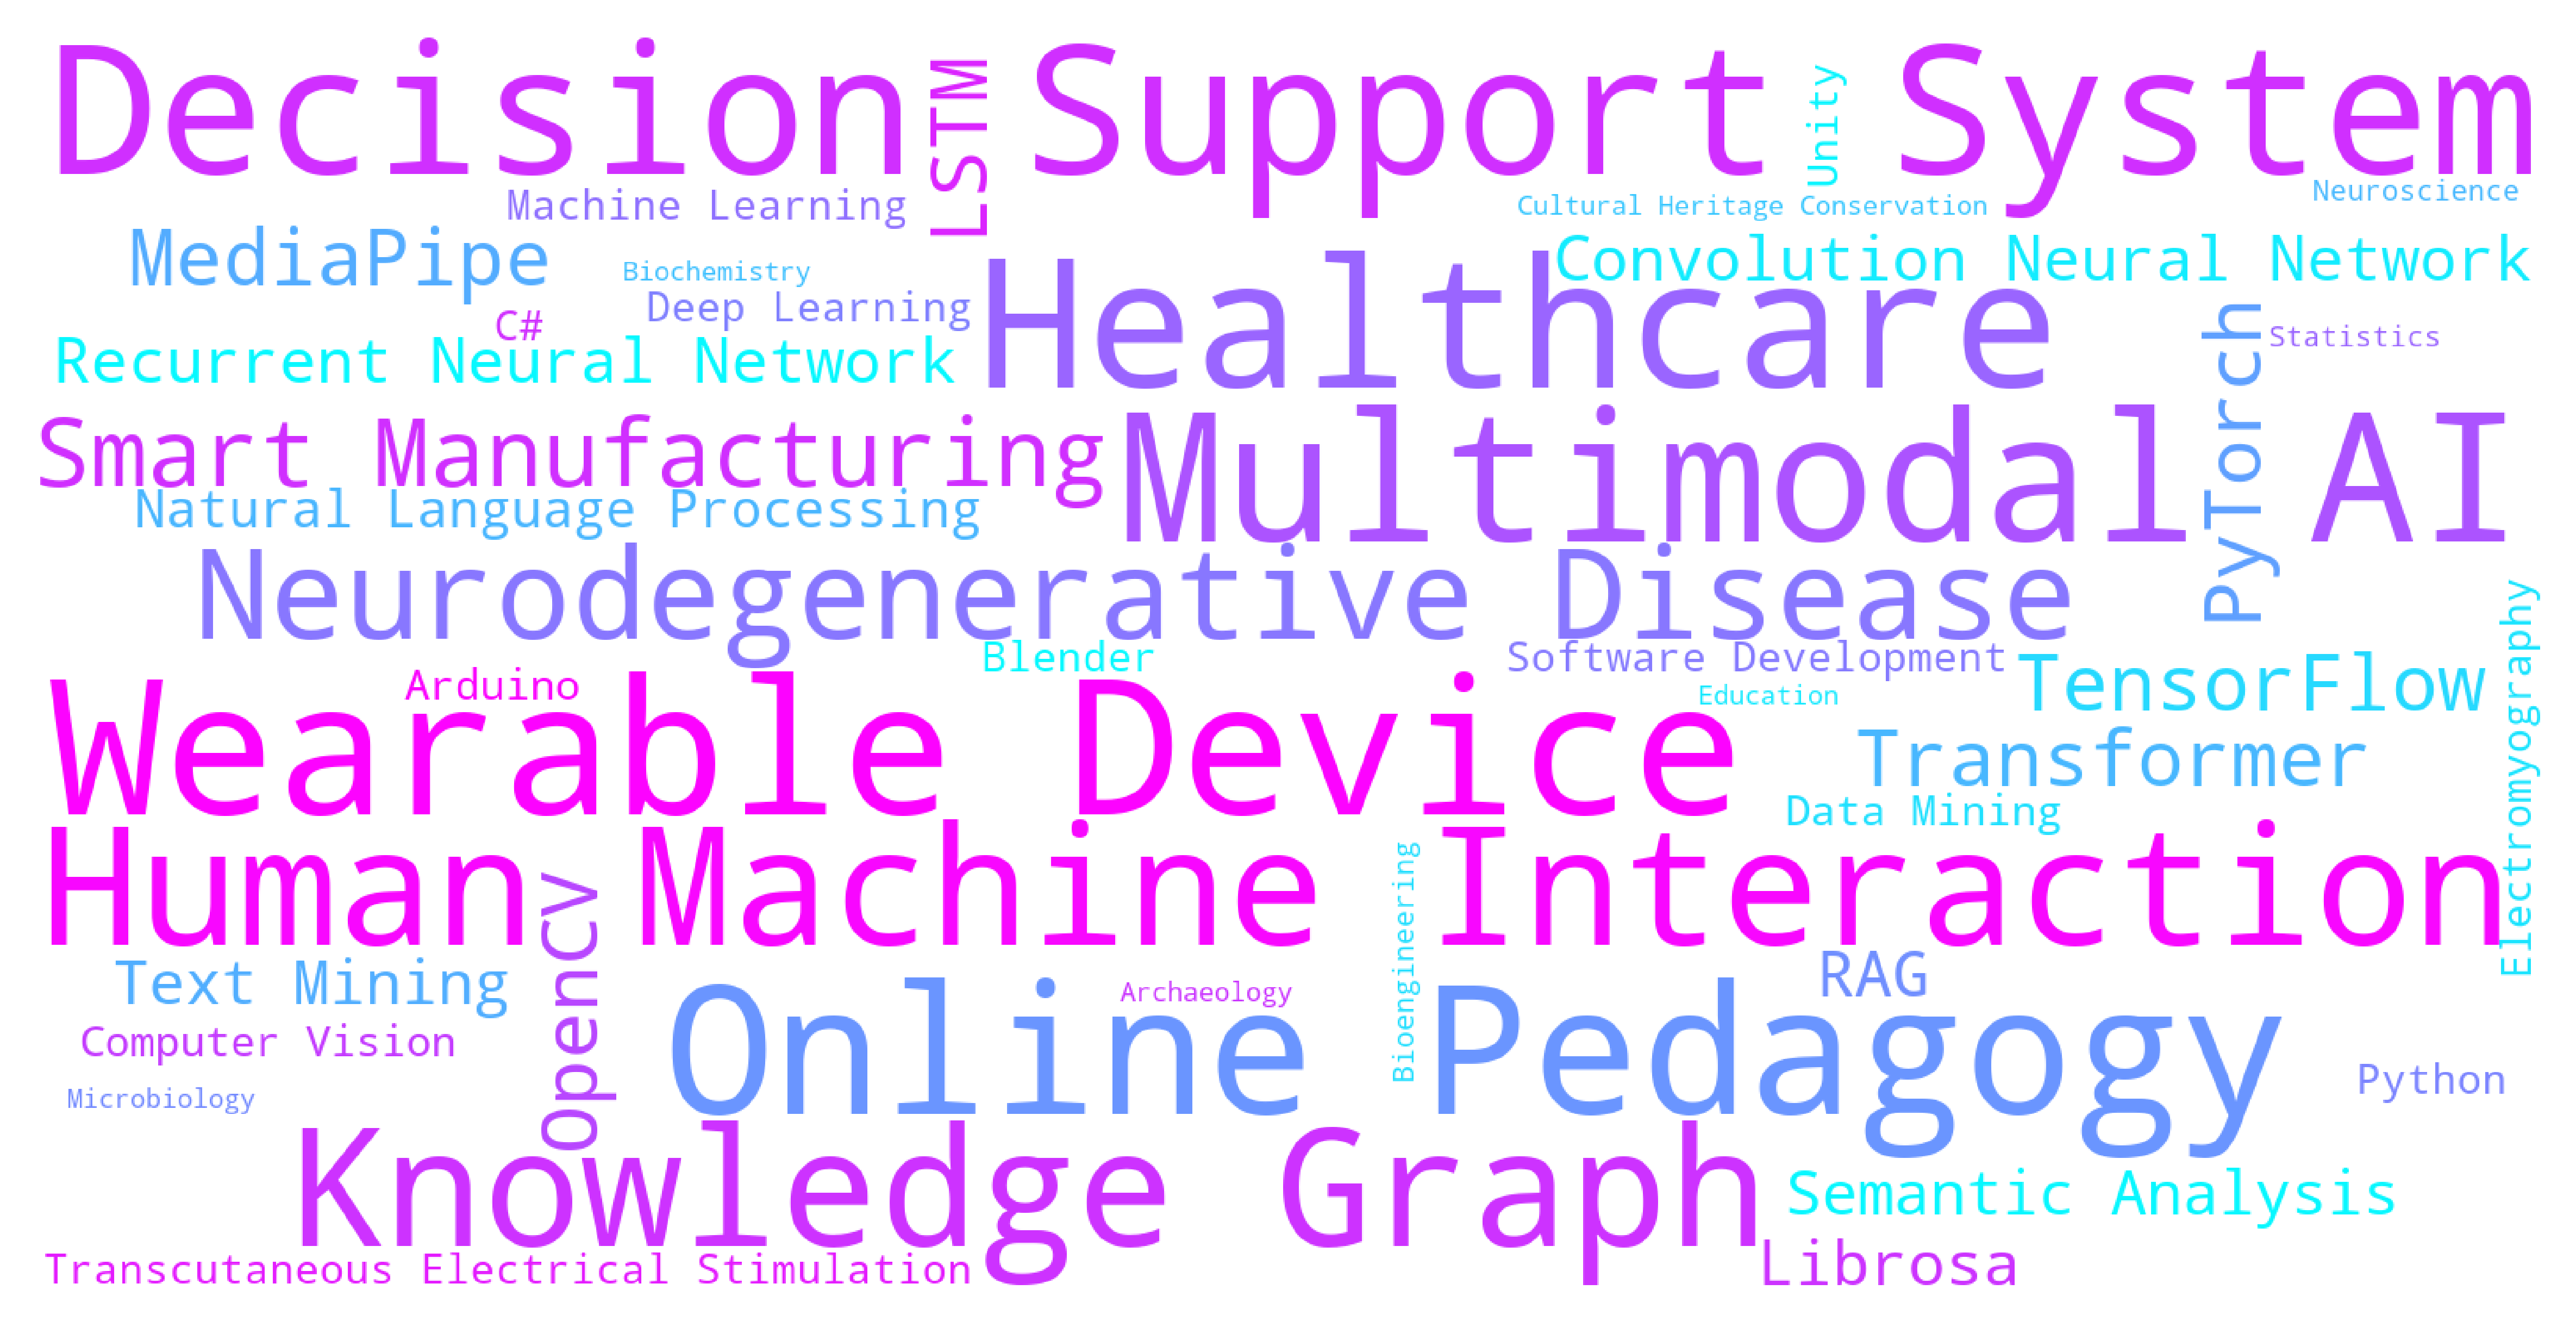 Decision Support System
LSTM
Unity
Machine Learning
Cultural Heritage Conservation
Neuroscience
MediaPipe
Biochemistry
Convolution Neural Network
Deep Learning
Healthcare
C#
Statistics
Recurrent Neural Network
PyTorch
Smart Manufacturing
Multimodal AI
Natural Language Processing
Neurodegenerative Disease
Blender
Software Development
Electromyography
Arduino
Education
TensorFlow
Wearable Device
Transformer
Data Mining
Human Machine Interaction
OpenCV
Bioengineering
Text Mining
Archaeology
RAG
Computer Vision
Online Pedagogy
Microbiology
Python
Knowledge Graph
Semantic Analysis
Transcutaneous Electrical Stimulation
Librosa